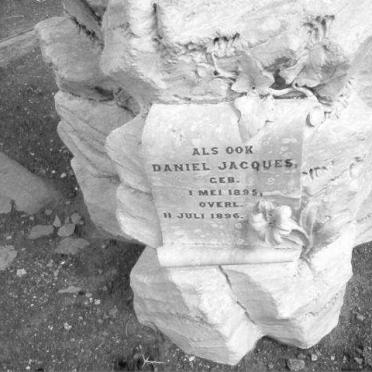 ALS OOK
DANIEL JACQUES,
GEB.
1 MEI 1895,
OVERL.
11 JULI 1896.